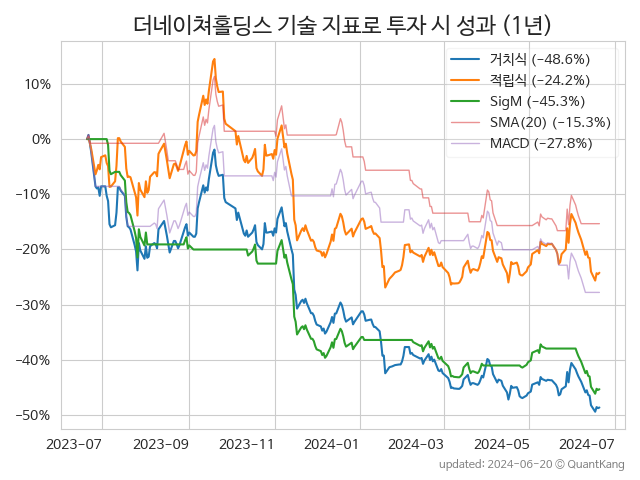 더네이쳐홀딩스 기술 지표로 투자 시 성과 (1년)
거치식 (−48.6%)
적립식 (−24.2%)
SigM (−45.3%)
SMA(20) (−15.3%)
MACD (−27.8%)
10%
0%
−10%
−20%
−30%
−40%
−50%
2023-07 2023-09 2023-11 2024-01 2024-03 2024-05 2024-07
updated: 2024-06-20 © QuantKang